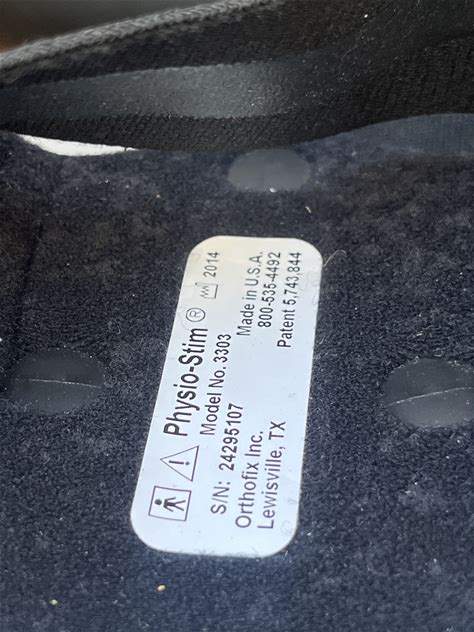 Physio-Stim ® 2014
Model No. 3303
S/N: 24295107 Made in U.S.A.
Orthofix Inc. 800-535-4492
Lewisville, TX Patent 5,743,844